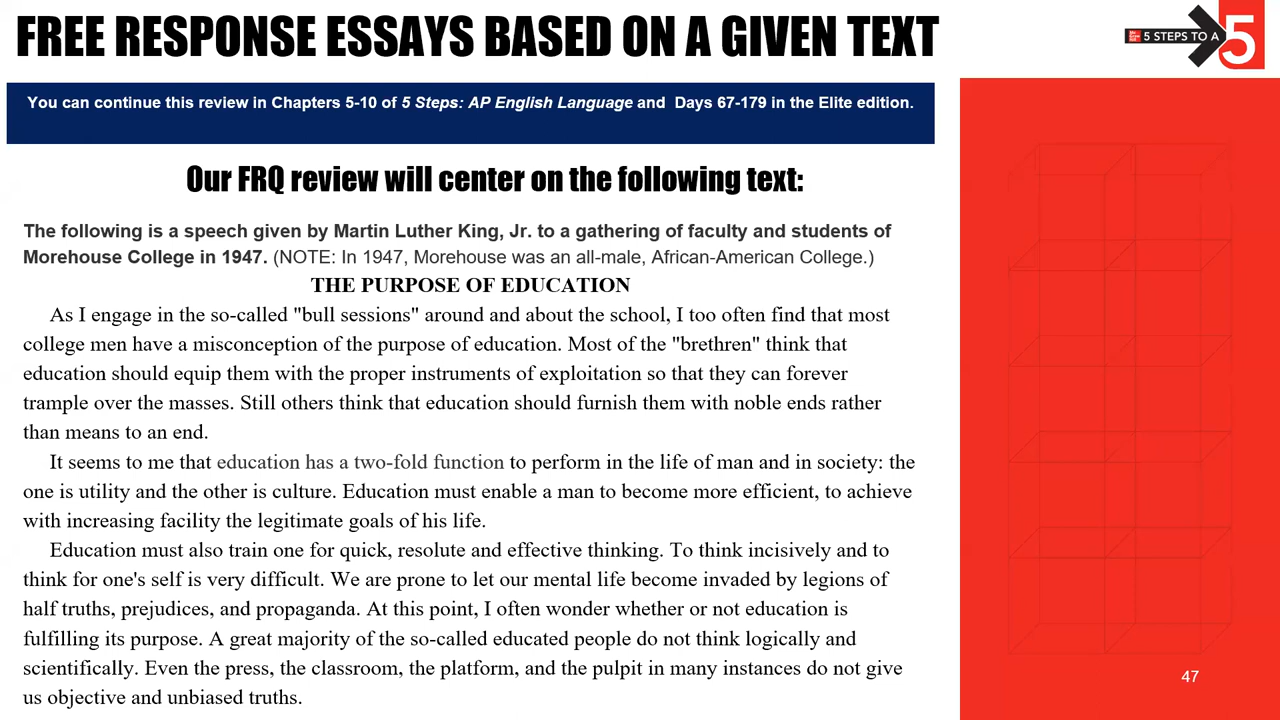 FREE RESPONSE ESSAYS BASED ON A GIVEN TEXT
5 STEPS TO A
5
You can continue this review in Chapters 5-10 of 5 Steps: AP English Language and Days 67-179 in the Elite edition.
Our FRQ review will center on the following text:
The following is a speech given by Martin Luther King, Jr. to a gathering of faculty and students of
Morehouse College in 1947. (NOTE: In 1947, Morehouse was an all-male, African-American College.)
THE PURPOSE OF EDUCATION
As I engage in the so-called "bull sessions" around and about the school, I too often find that most
college men have a misconception of the purpose of education. Most of the "brethren" think that
education should equip them with the proper instruments of exploitation so that they can forever
trample over the masses. Still others think that education should furnish them with noble ends rather
than means to an end.
It seems to me that education has a two-fold function to perform in the life of man and in society: the
one is utility and the other is culture. Education must enable a man to become more efficient, to achieve
with increasing facility the legitimate goals of his life.
Education must also train one for quick, resolute and effective thinking. To think incisively and to
think for one's self is very difficult. We are prone to let our mental life become invaded by legions of
half truths, prejudices, and propaganda. At this point, I often wonder whether or not education is
fulfilling its purpose. A great majority of the so-called educated people do not think logically and
scientifically. Even the press, the classroom, the platform, and the pulpit in many instances do not give
us objective and unbiased truths.
47